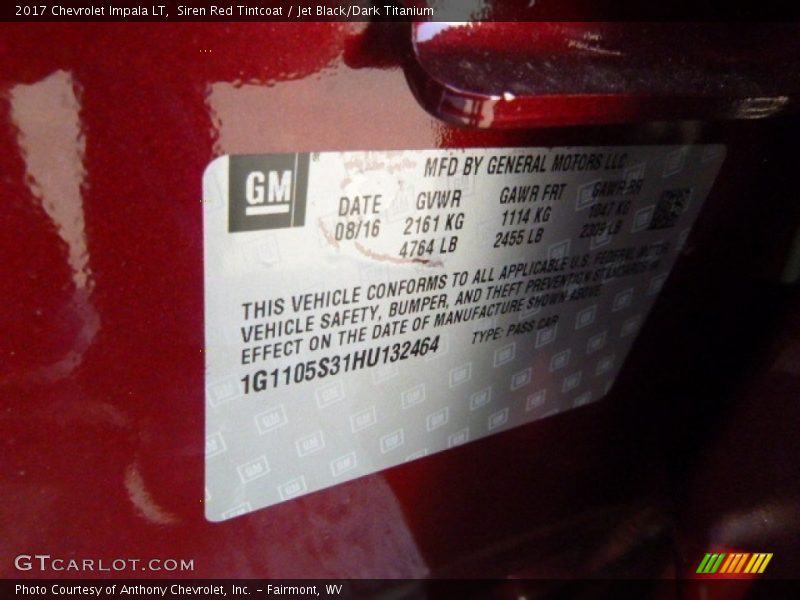 2017 Chevrolet Impala LT, Siren Red Tintcoat / Jet Black/Dark Titanium
GM
MFD BY GENERAL MOTORS LLC
DATE GVWR GAWR FRT GAWR RR
08/16 2161 KG 1114 KG 1047 KG
4764 LB 2455 LB 2309 LB
THIS VEHICLE CONFORMS TO ALL APPLICABLE U.S. FEDERAL MOTOR
VEHICLE SAFETY, BUMPER, AND THEFT PREVENTION STANDARDS IN
EFFECT ON THE DATE OF MANUFACTURE SHOWN ABOVE.
1G1105S31HU132464 TYPE: PASS CAR
GTCARLOT.COM
Photo Courtesy of Anthony Chevrolet, Inc. – Fairmont, WV